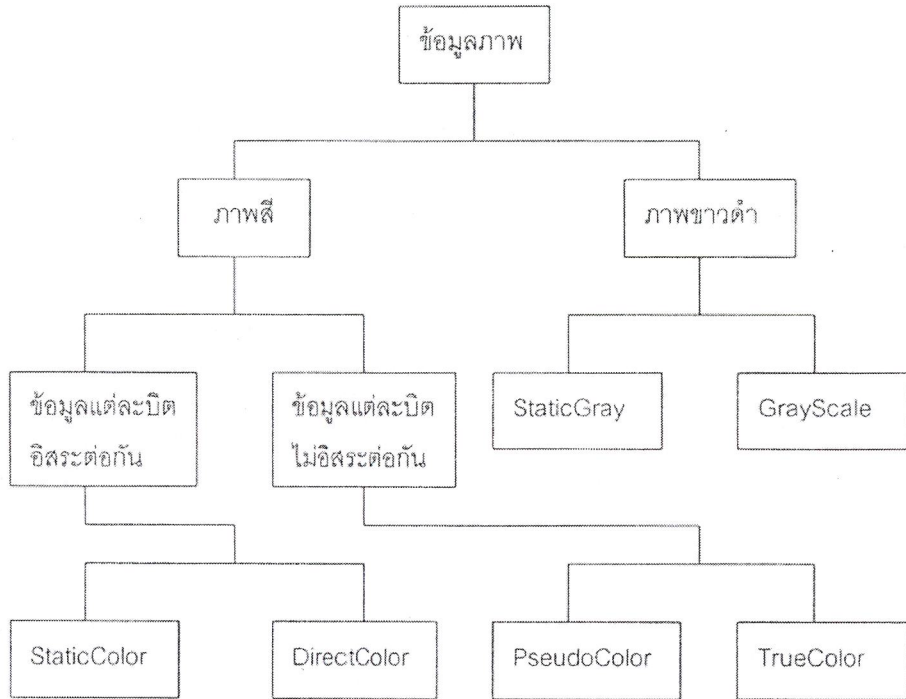 ข้อมูลภาพ
ภาพสี
ภาพขาวดำ
ข้อมูลแต่ละบิต
อิสระต่อกัน
ข้อมูลแต่ละบิต
ไม่อิสระต่อกัน
StaticGray
GrayScale
StaticColor
DirectColor
PseudoColor
TrueColor